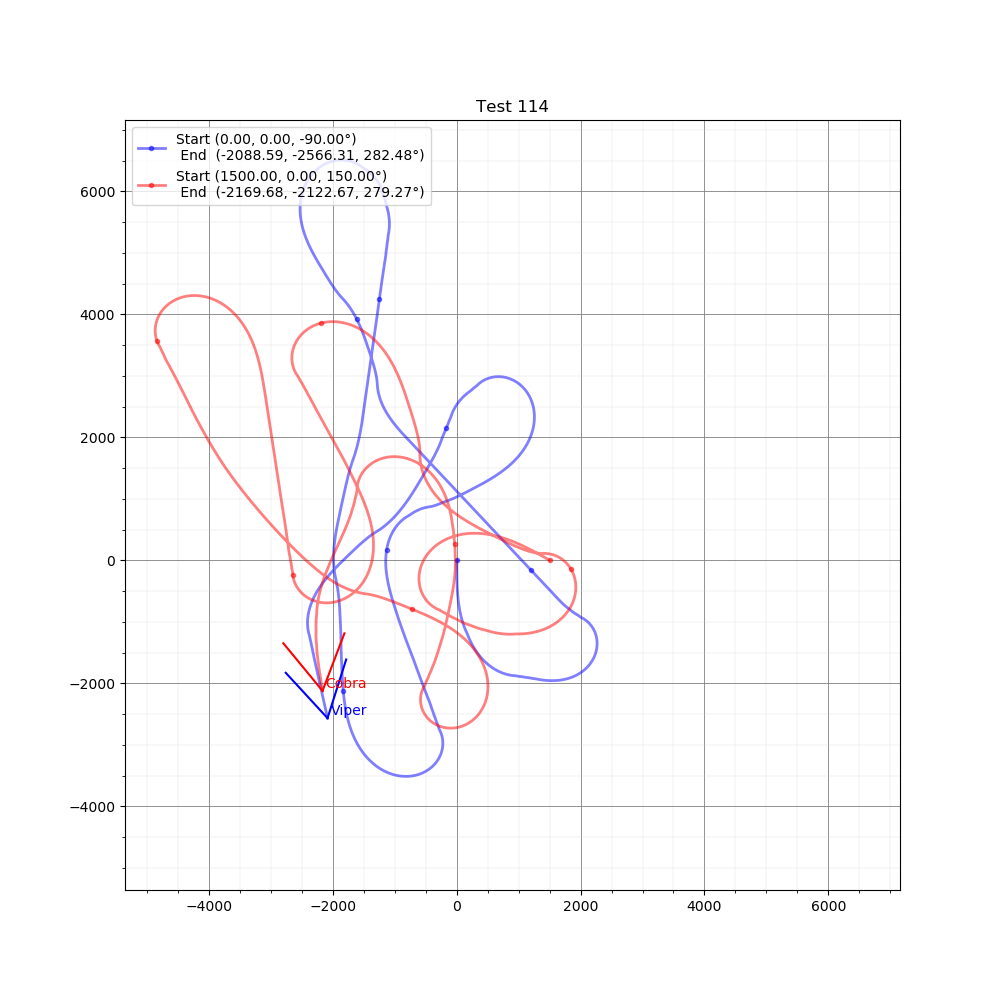 Test 114
Start (0.00, 0.00, -90.00°)
End (-2088.59, -2566.31, 282.48°)
Start (1500.00, 0.00, 150.00°)
End (-2169.68, -2122.67, 279.27°)
6000
4000
2000
0
−2000
−4000
Cobra
Viper
−4000 −2000 0 2000 4000 6000